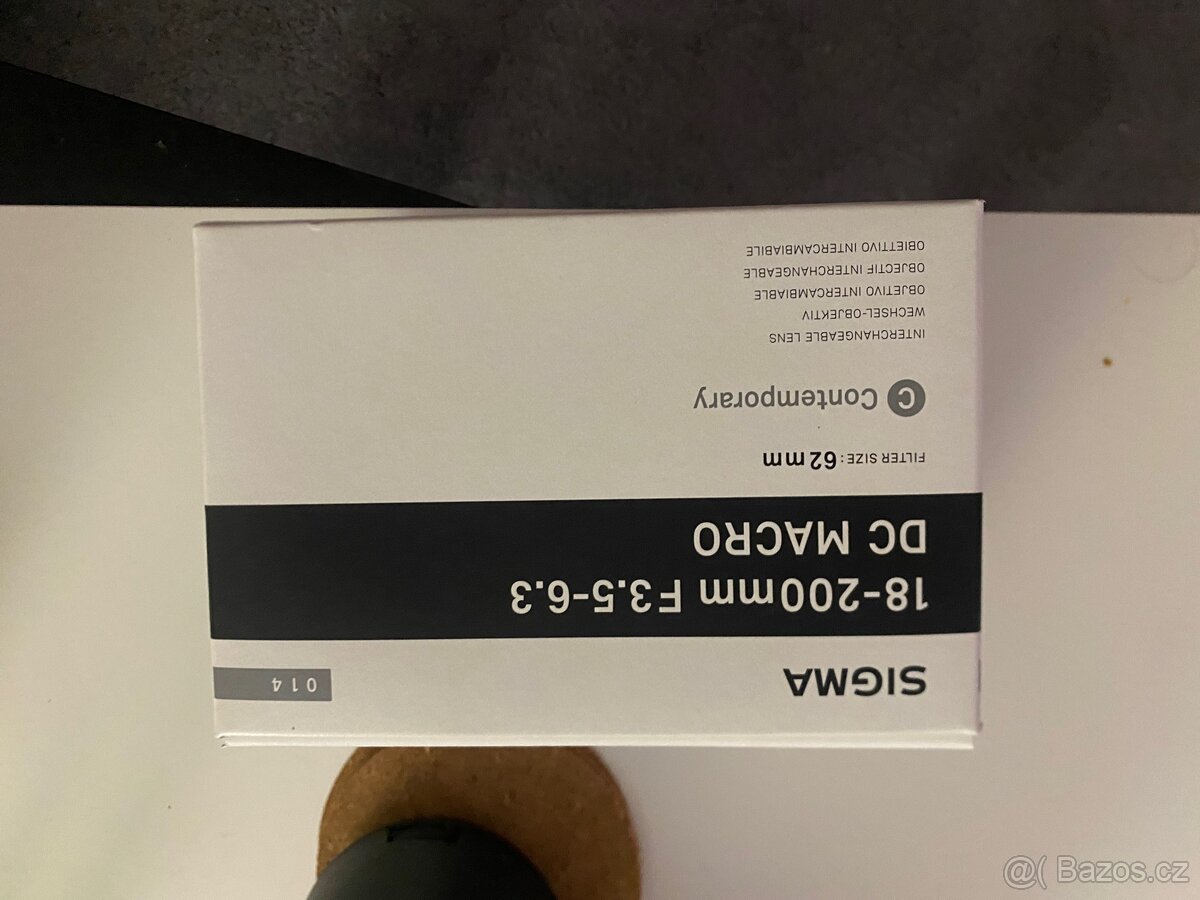 SIGMA
014
18-200mm F3.5-6.3
DC MACRO
FILTER SIZE: 62mm
C Contemporary
INTERCHANGEABLE LENS
WECHSEL-OBJEKTIV
OBJETIVO INTERCAMBIABLE
OBJECTIF INTERCHANGEABLE
OBIETTIVO INTERCAMBIABILE
@( Bazos.cz